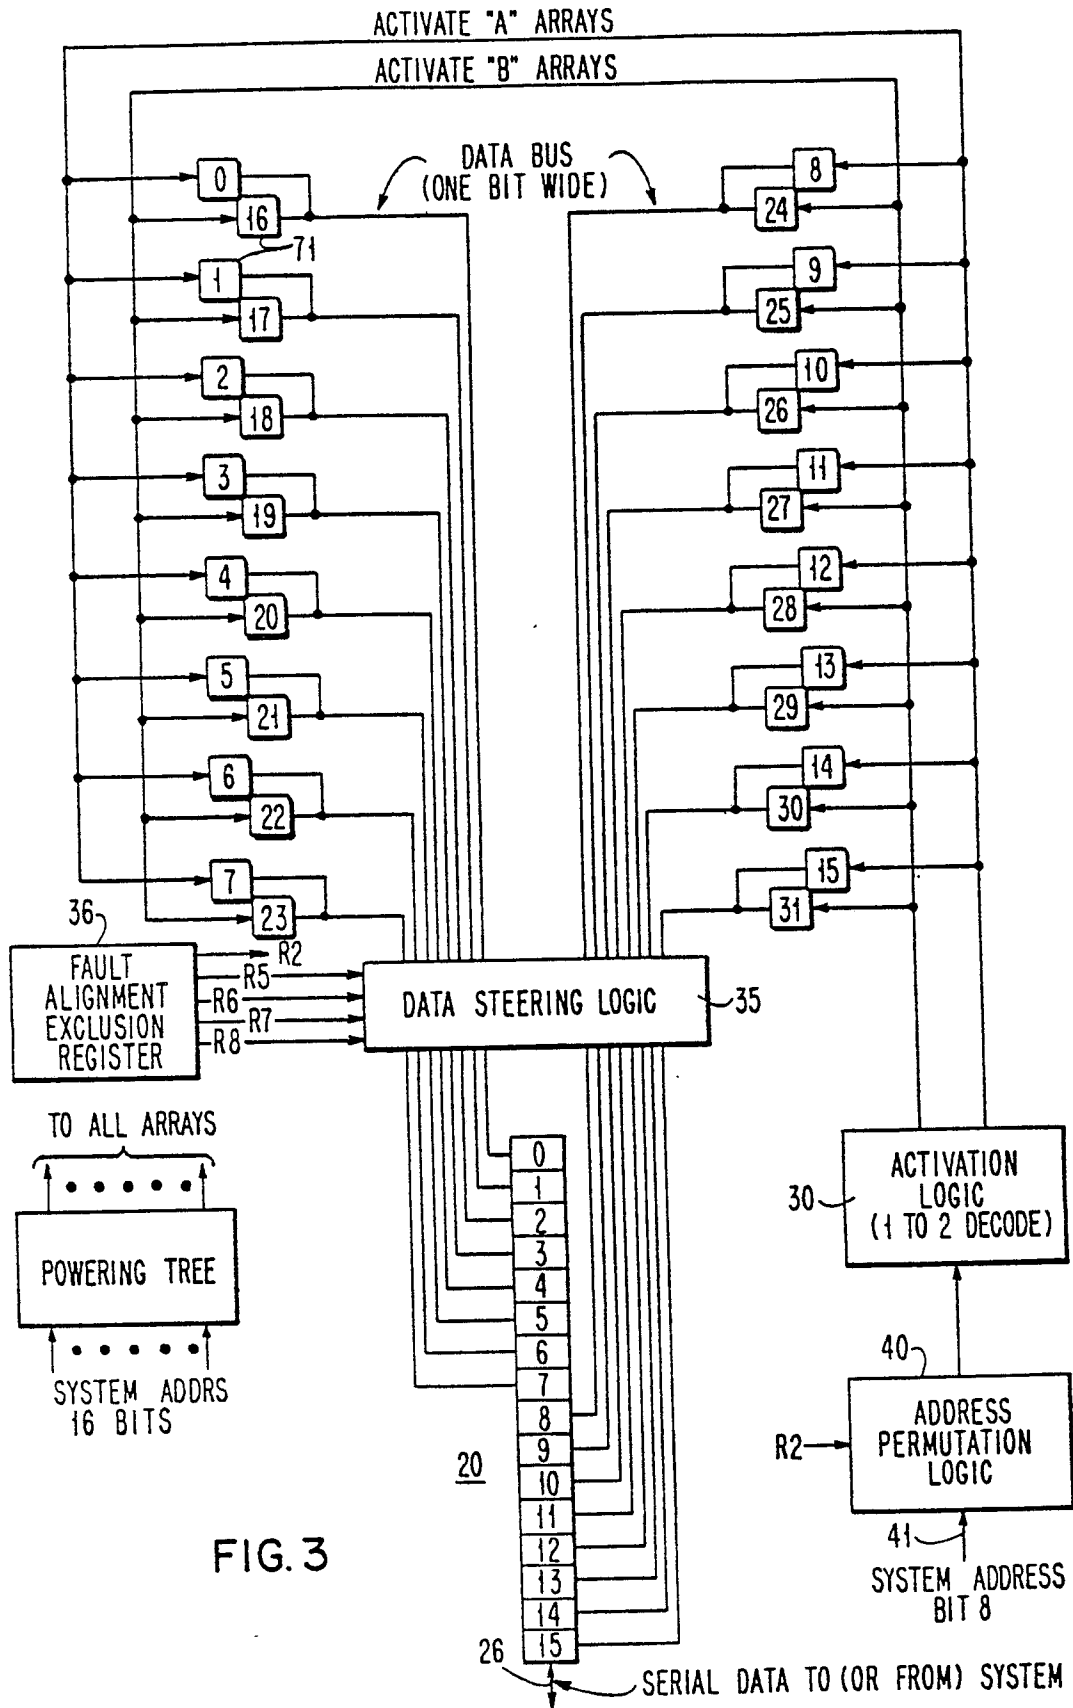 ACTIVATE "A" ARRAYS
ACTIVATE "B" ARRAYS
DATA BUS
(ONE BIT WIDE)
0
16
71
1
17
2
18
3
19
4
20
5
21
6
22
7
23
8
24
9
25
10
26
11
27
12
28
13
29
14
30
15
31
36
FAULT
ALIGNMENT
EXCLUSION
REGISTER
R2
R5
R6
R7
R8
DATA STEERING LOGIC
35
TO ALL ARRAYS
POWERING TREE
SYSTEM ADDRS
16 BITS
0
1
2
3
4
5
6
7
8
9
10
11
12
13
14
15
20
26
SERIAL DATA TO (OR FROM) SYSTEM
30
ACTIVATION
LOGIC
(1 TO 2 DECODE)
40
R2
ADDRESS
PERMUTATION
LOGIC
41
SYSTEM ADDRESS
BIT 8
FIG. 3